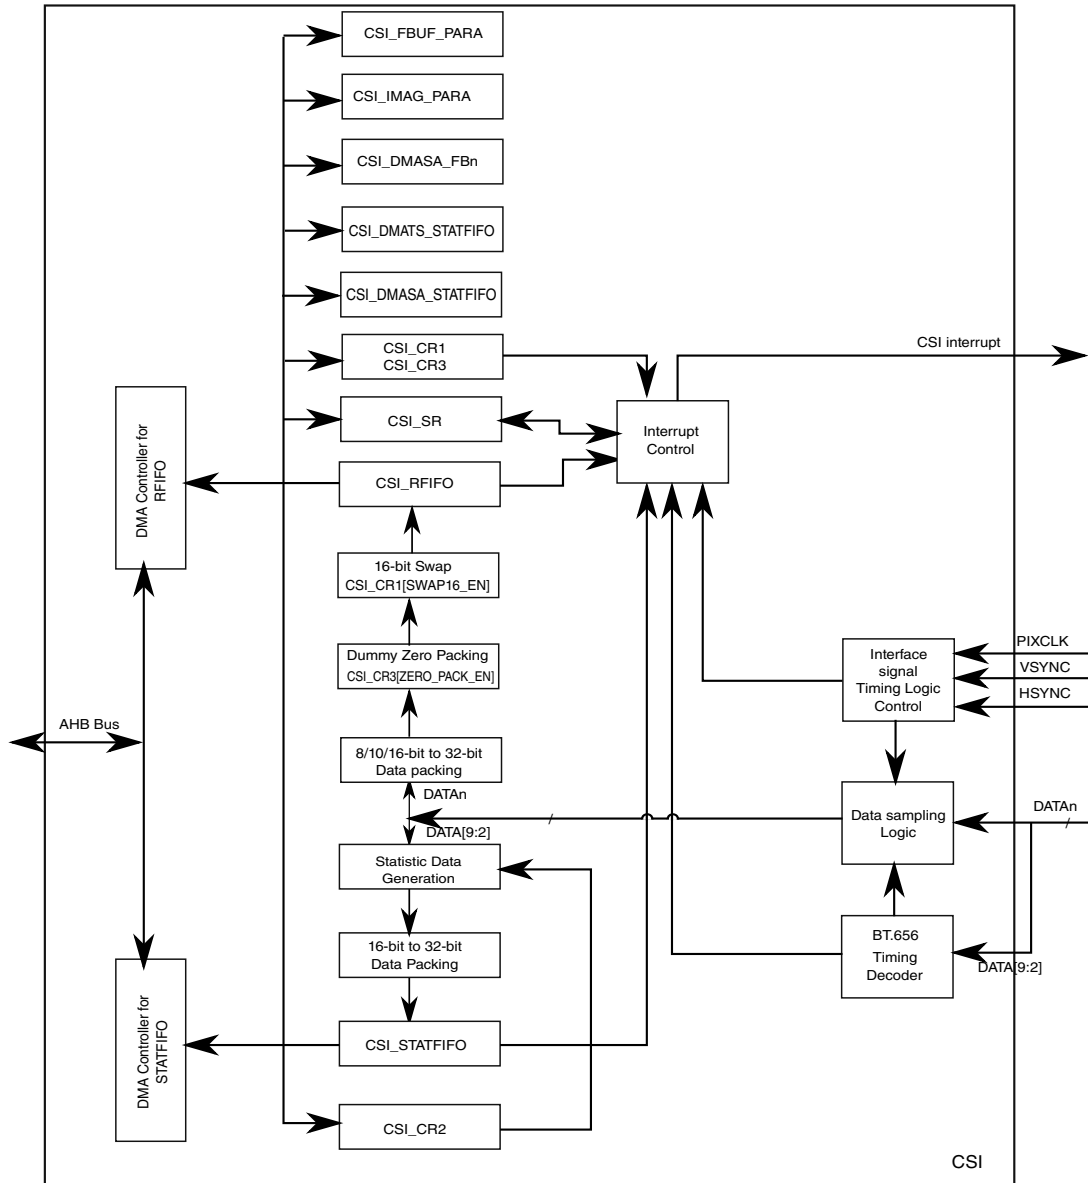 CSI_FBUF_PARA
CSI_IMAG_PARA
CSI_DMASA_FBn
CSI_DMATS_STATFIFO
CSI_DMASA_STATFIFO
CSI_CR1
CSI_CR3
CSI interrupt
CSI_SR
Interrupt
Control
DMA Controller for
RFIFO
CSI_RFIFO
16-bit Swap
CSI_CR1[SWAP16_EN]
Dummy Zero Packing
CSI_CR3[ZERO_PACK_EN]
Interface
signal
Timing Logic
Control
PIXCLK
VSYNC
HSYNC
AHB Bus
8/10/16-bit to 32-bit
Data packing
DATAn
DATA[9:2]
Data sampling
Logic
DATAn
/
/
Statistic Data
Generation
16-bit to 32-bit
Data Packing
BT.656
Timing
Decoder
DATA[9:2]
DMA Controller for
STATFIFO
CSI_STATFIFO
CSI_CR2
CSI